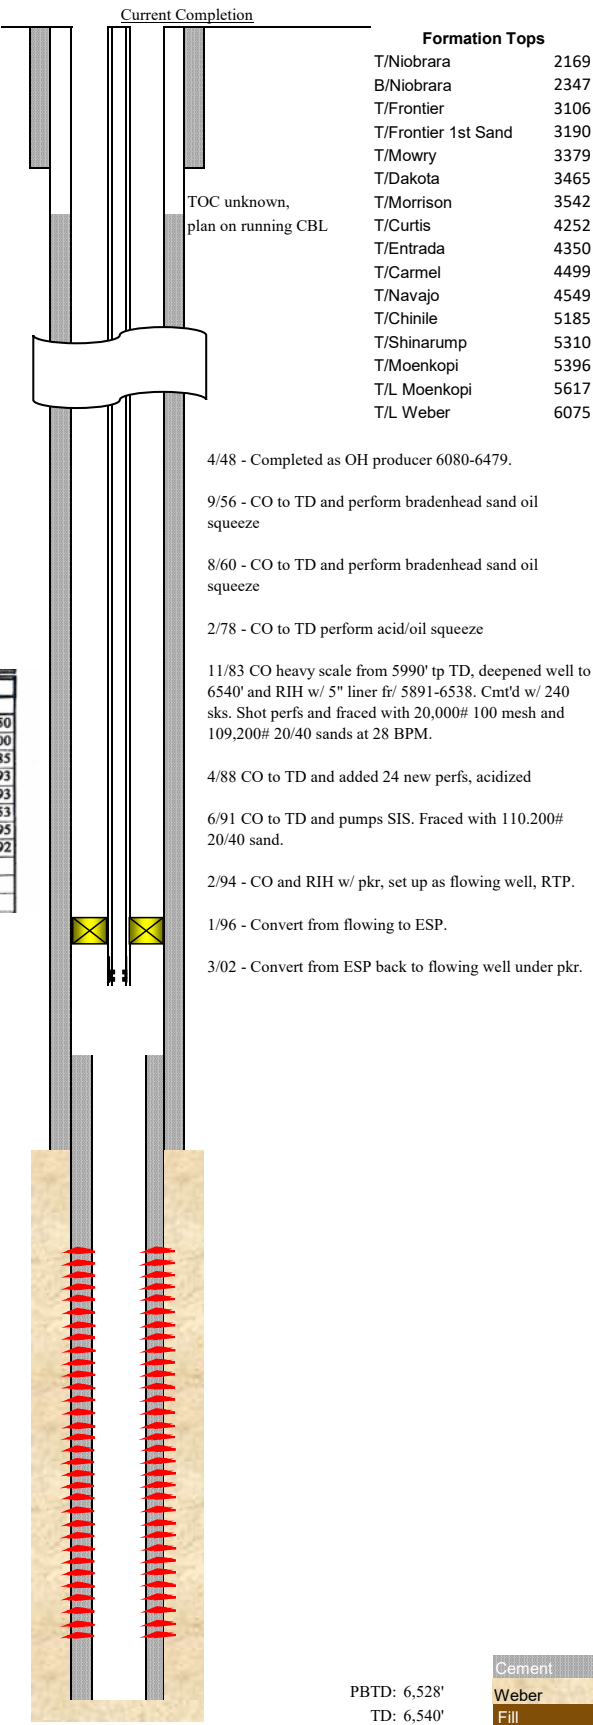 Current Completion
Formation Tops
T/Niobrara 2169
B/Niobrara 2347
T/Frontier 3106
T/Frontier 1st Sand 3190
T/Mowry 3379
T/Dakota 3465
T/Morrison 3542
T/Curtis 4252
T/Entrada 4350
T/Carmel 4499
T/Navajo 4549
T/Chinile 5185
T/Shinarump 5310
T/Moenkopi 5396
T/L Moenkopi 5617
T/L Weber 6075
TOC unknown,
plan on running CBL
4/48 - Completed as OH producer 6080-6479.
9/56 - CO to TD and perform bradenhead sand oil
squeeze
8/60 - CO to TD and perform bradenhead sand oil
squeeze
2/78 - CO to TD perform acid/oil squeeze
11/83 CO heavy scale from 5990' tp TD, deepened well to
6540' and RIH w/ 5" liner fr/ 5891-6538. Cmt'd w/ 240
sks. Shot perfs and fraced with 20,000# 100 mesh and
109,200# 20/40 sands at 28 BPM.
4/88 CO to TD and added 24 new perfs, acidized
6/91 CO to TD and pumps SIS. Fraced with 110.200#
20/40 sand.
2/94 - CO and RIH w/ pkr, set up as flowing well, RTP.
1/96 - Convert from flowing to ESP.
3/02 - Convert from ESP back to flowing well under pkr.
PBTD: 6,528'
TD: 6,540'
Cement
Weber
Fill